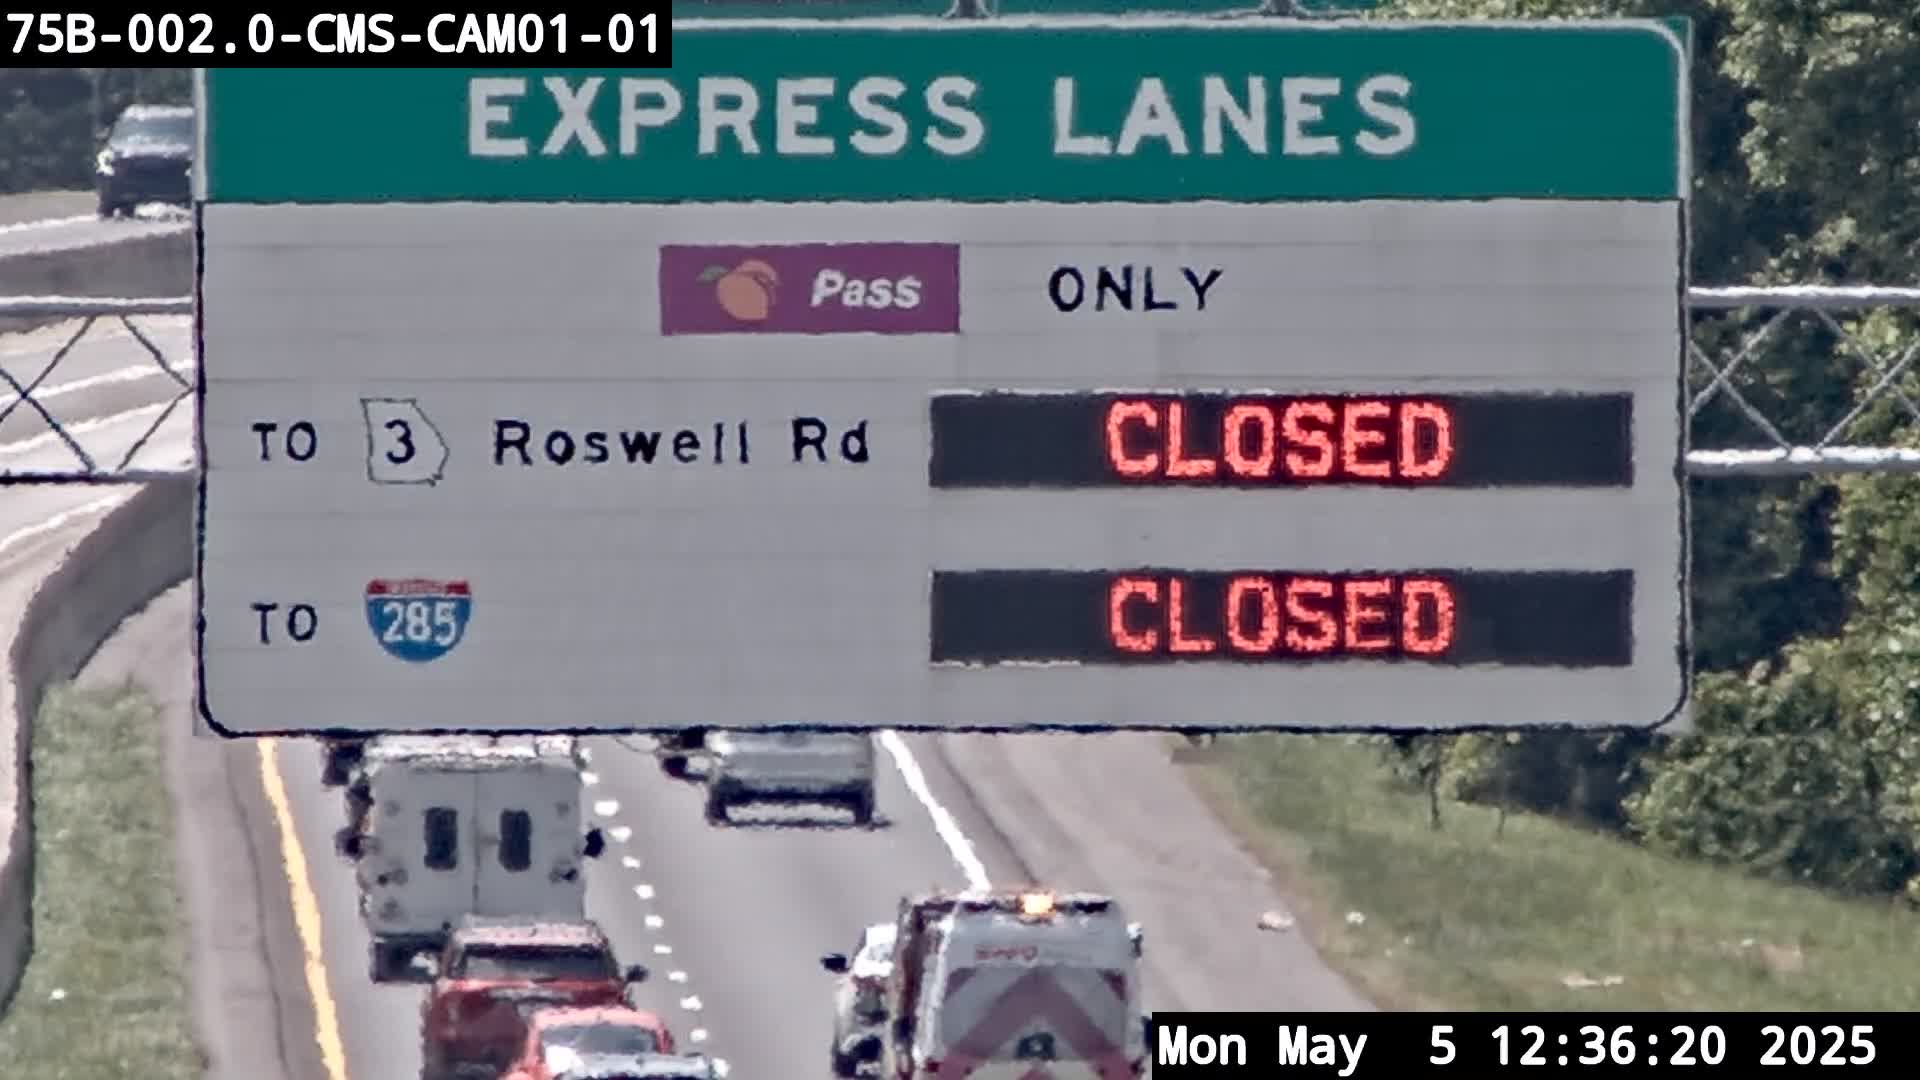 75B-002.0-CMS-CAM01-01
EXPRESS LANES
Pass ONLY
TO 3 Roswell Rd CLOSED
TO 285 CLOSED
Mon May 5 12:36:20 2025